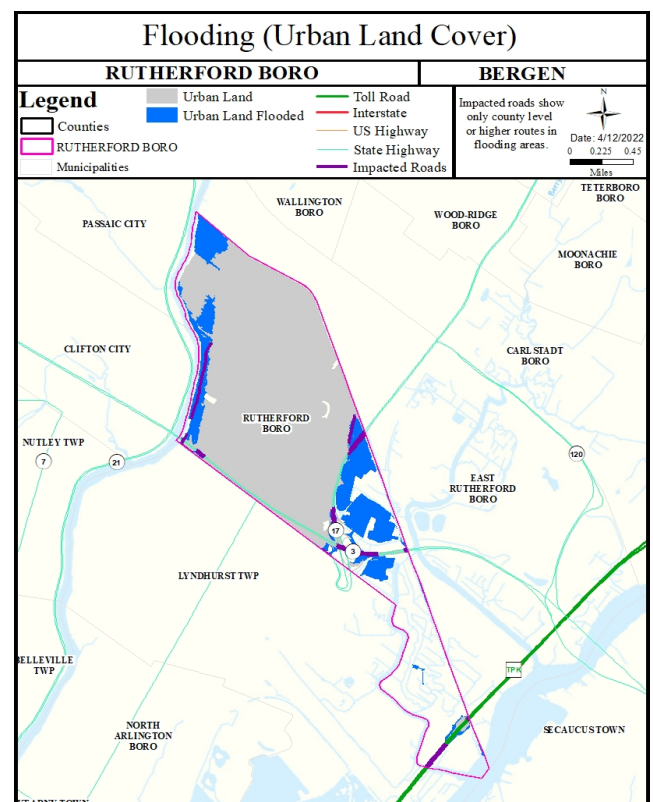 Flooding (Urban Land Cover)
RUTHERFORD BORO
BERGEN
Legend
Counties
RUTHERFORD BORO
Municipalities
Urban Land
Urban Land Flooded
Toll Road
Interstate
US Highway
State Highway
Impacted Roads
Impacted roads show
only county level
or higher routes in
flooding areas.
N
Date: 4/12/2022
0 0.225 0.45
Miles
TETERBORO
BORO
WALLINGTON
BORO
PASSAIC CITY
WOOD-RIDGE
BORO
MOONACHIE
BORO
CLIFTON CITY
CARLSTADT
BORO
RUTHERFORD
BORO
NUTLEY TWP
7
21
120
EAST
RUTHERFORD
BORO
17
3
LYNDHURST TWP
BELLEVILLE
TWP
TPK
NORTH
ARLINGTON
BORO
SECAUCUS TOWN